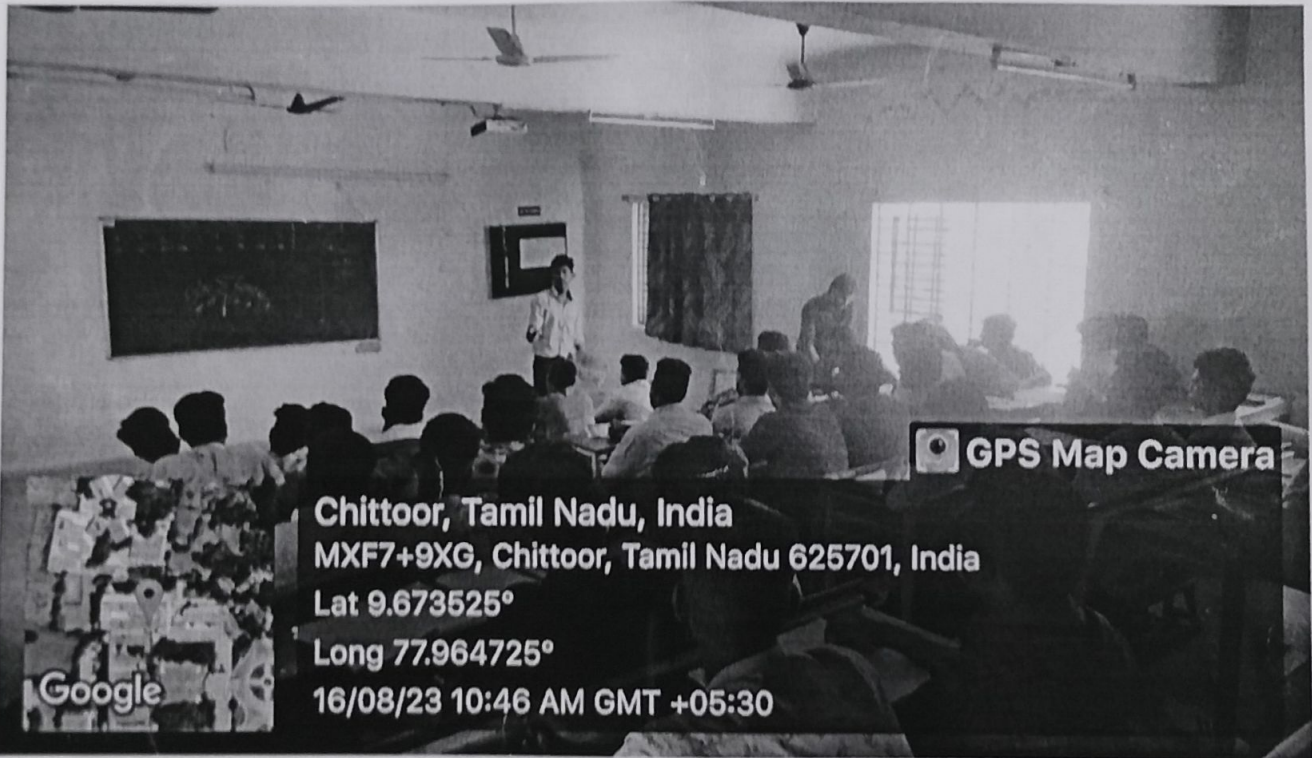 GPS Map Camera
Chittoor, Tamil Nadu, India
MXF7+9XG, Chittoor, Tamil Nadu 625701, India
Lat 9.673525°
Long 77.964725°
16/08/23 10:46 AM GMT +05:30
Google